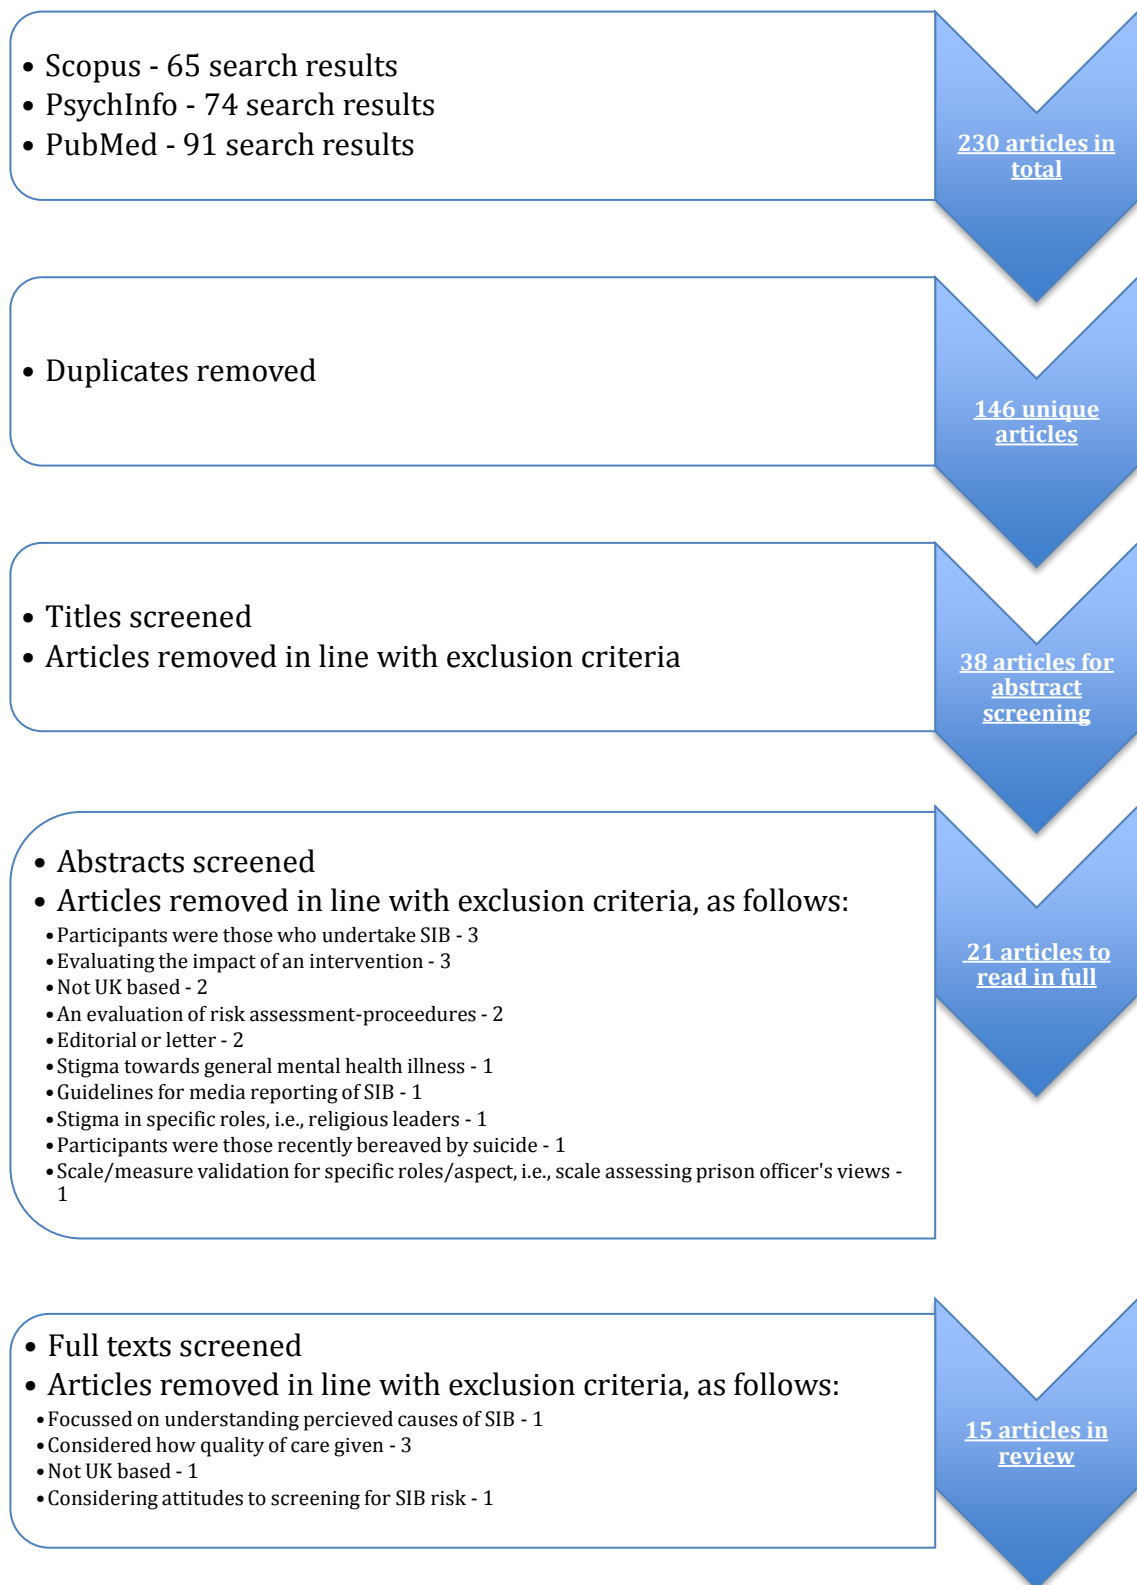 • Scopus - 65 search results
• PsychInfo - 74 search results
• PubMed - 91 search results
230 articles in
total
• Duplicates removed
146 unique
articles
• Titles screened
• Articles removed in line with exclusion criteria
38 articles for
abstract
screening
• Abstracts screened
• Articles removed in line with exclusion criteria, as follows:
• Participants were those who undertake SIB - 3
• Evaluating the impact of an intervention - 3
• Not UK based - 2
• An evaluation of risk assessment-proceedures - 2
• Editorial or letter - 2
• Stigma towards general mental health illness - 1
• Guidelines for media reporting of SIB - 1
• Stigma in specific roles, i.e., religious leaders - 1
• Participants were those recently bereaved by suicide - 1
• Scale/measure validation for specific roles/aspect, i.e., scale assessing prison officer's views -
1
21 articles to
read in full
• Full texts screened
• Articles removed in line with exclusion criteria, as follows:
• Focussed on understanding percieved causes of SIB - 1
• Considered how quality of care given - 3
• Not UK based - 1
• Considering attitudes to screening for SIB risk - 1
15 articles in
review